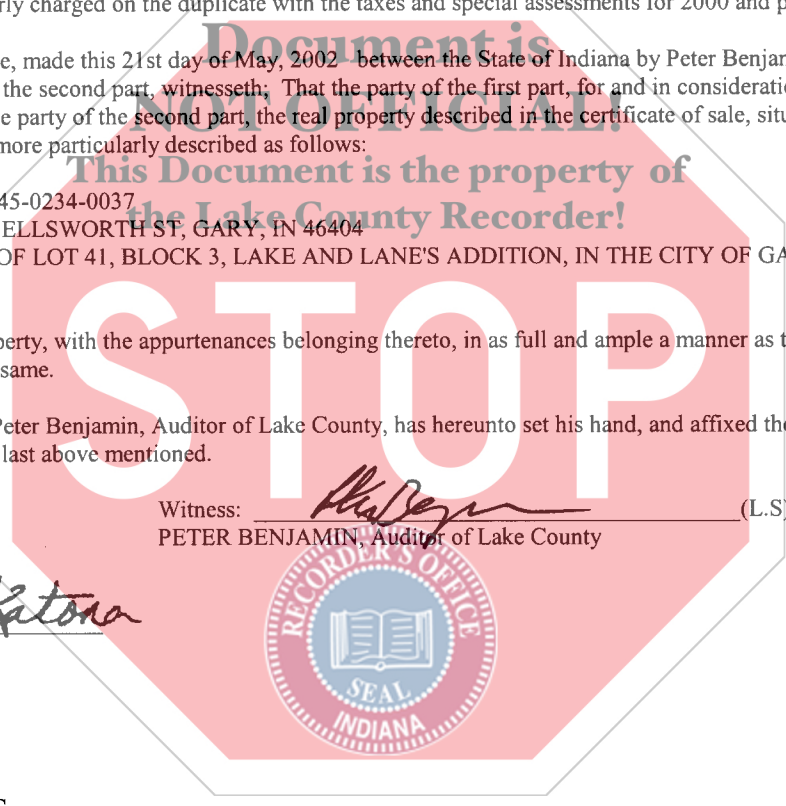 rly charged on the duplicate with the taxes and special assessments for 2000 and p
Document is
e, made this 21st day of May, 2002 between the State of Indiana by Peter Benjam
the second part, witnesseth; That the party of the first part, for and in consideratio
NOT OFFICIAL!
e party of the second part, the real property described in the certificate of sale, situ
more particularly described as follows:
This Document is the property of
45-0234-0037
the Lake County Recorder!
ELLSWORTH ST, GARY, IN 46404
OF LOT 41, BLOCK 3, LAKE AND LANE'S ADDITION, IN THE CITY OF GA
STOP
perty, with the appurtenances belonging thereto, in as full and ample a manner as t
same.
Peter Benjamin, Auditor of Lake County, has hereunto set his hand, and affixed the
last above mentioned.
Witness: (L.S)
PETER BENJAMIN, Auditor of Lake County
Katona
RECORDER'S OFFICE
SEAL
INDIANA